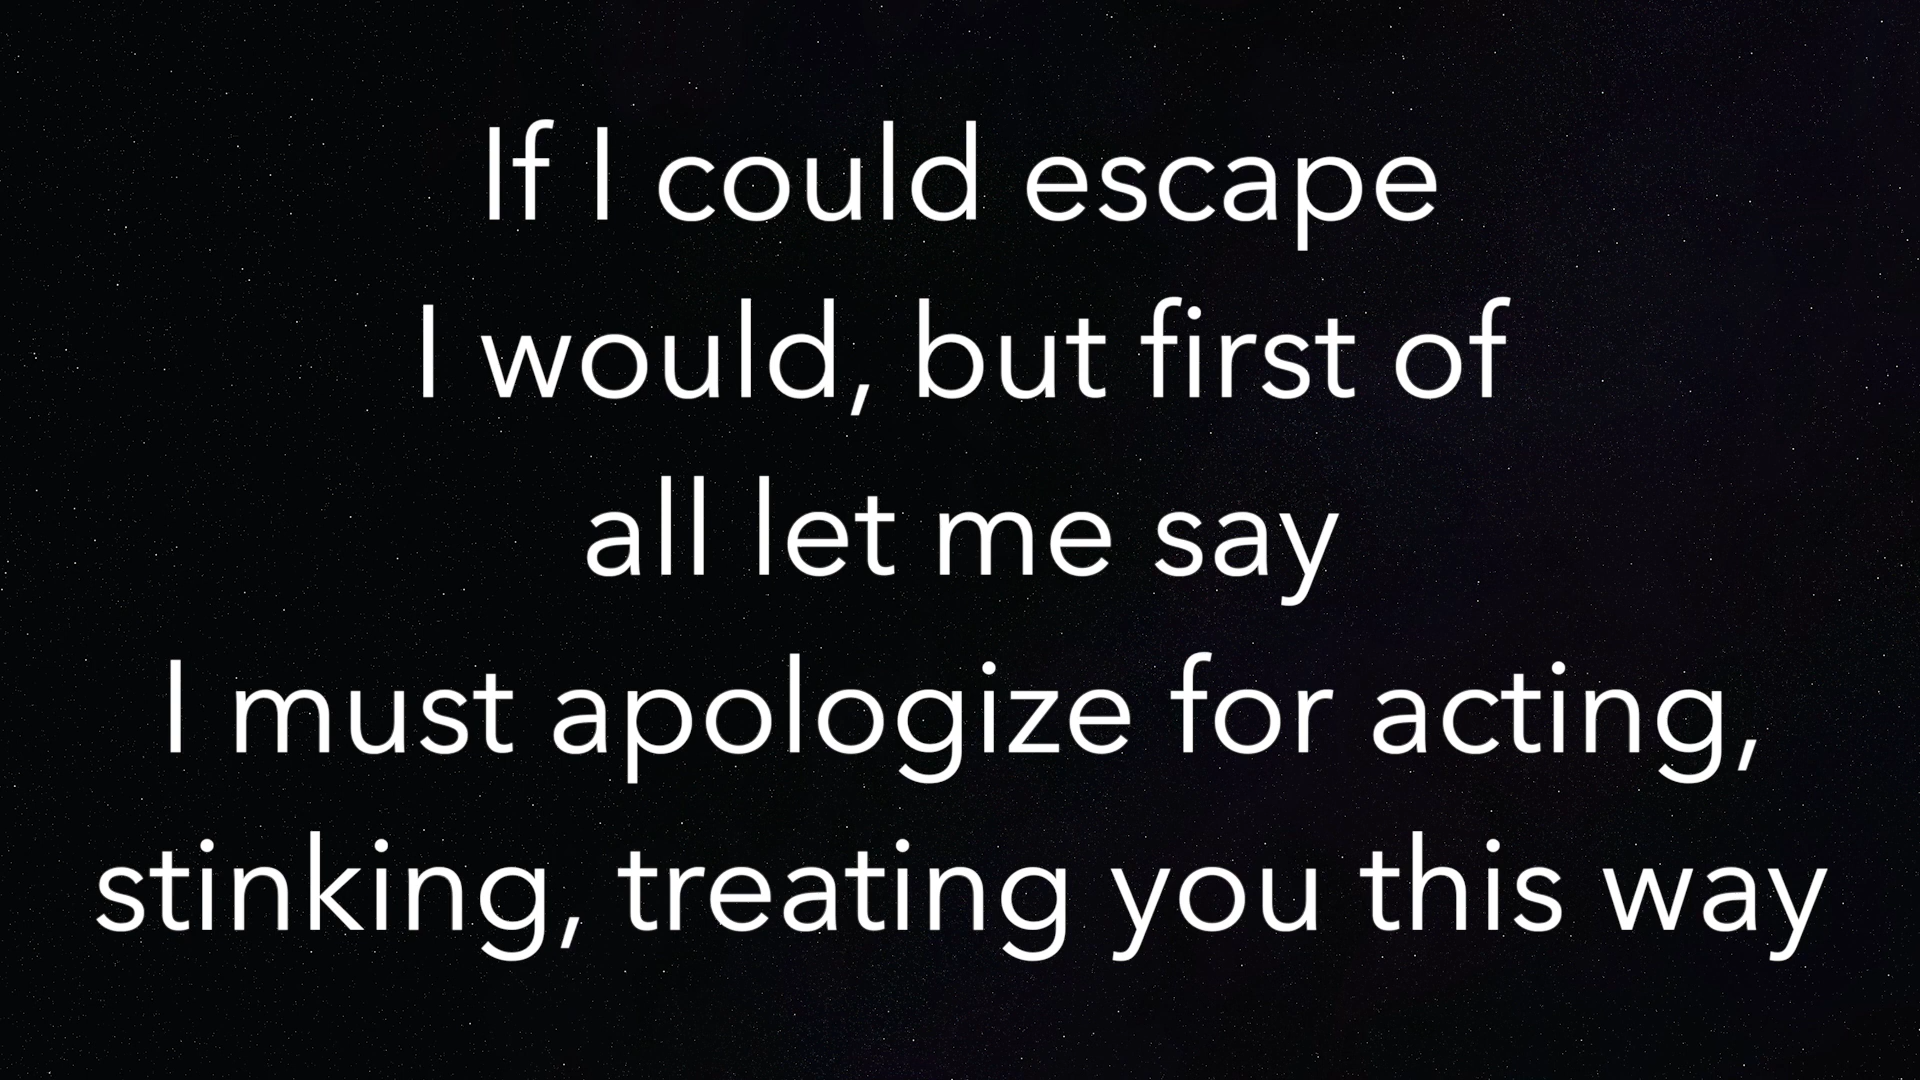 If I could escape
I would, but first of
all let me say
I must apologize for acting,
stinking, treating you this way